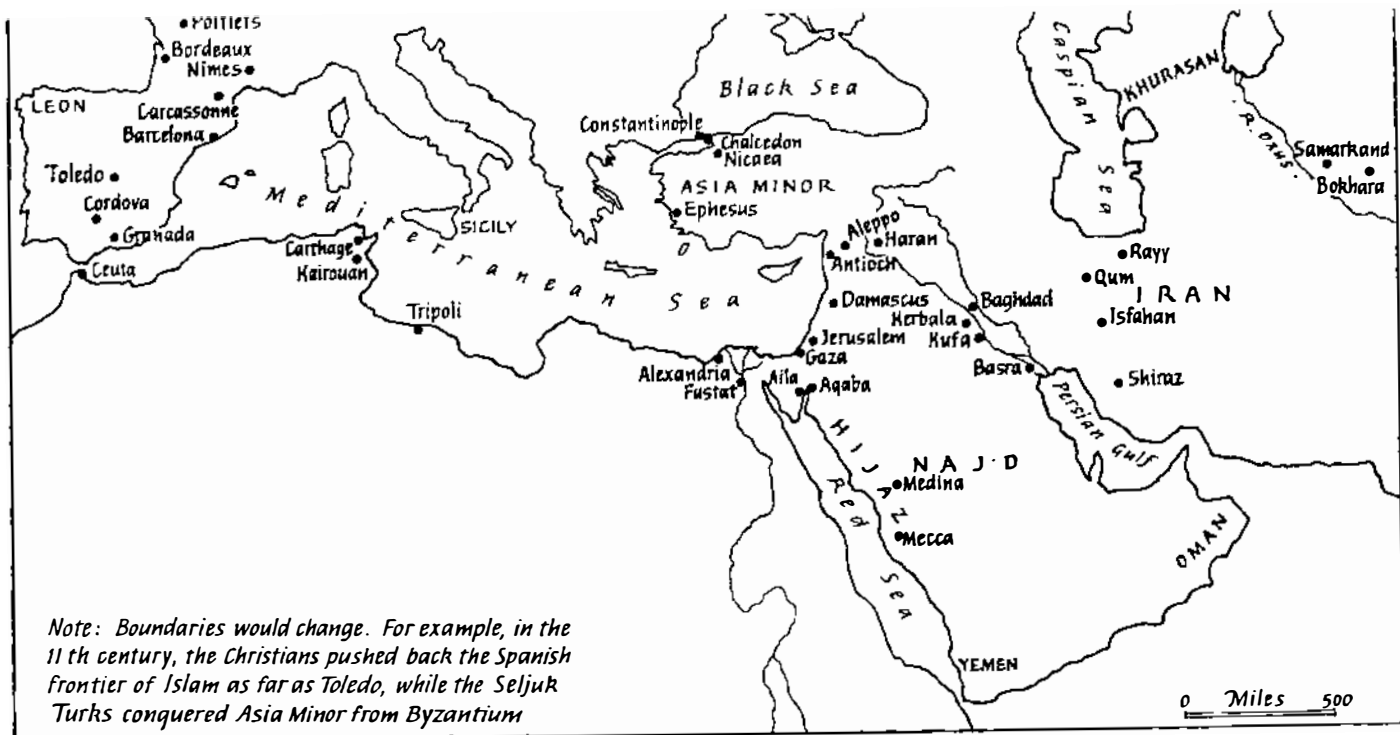 Poitiers
Bordeaux
Nimes
LEON
Carcassonne
Barcelona
Toledo
Cordova
Granada
Ceuta
Mediterranean Sea
SICILY
Carthage
Kairouan
Tripoli
Black Sea
Constantinople
Chalcedon
Nicaea
ASIA MINOR
Ephesus
Caspian Sea
KHURASAN
R. OXUS.
Samarkand
Bokhara
Aleppo
Haran
Antioch
Rayy
Qum
IRAN
Isfahan
Damascus
Baghdad
Kerbala
Kufa
Jerusalem
Gaza
Basra
Shiraz
Alexandria
Fustat
Aila
Aqaba
Persian Gulf
HIJAZ
NAJ·D
Medina
Red Sea
Mecca
OMAN
YEMEN
Note: Boundaries would change. For example, in the
11th century, the Christians pushed back the Spanish
frontier of Islam as far as Toledo, while the Seljuk
Turks conquered Asia Minor from Byzantium
0 Miles 500